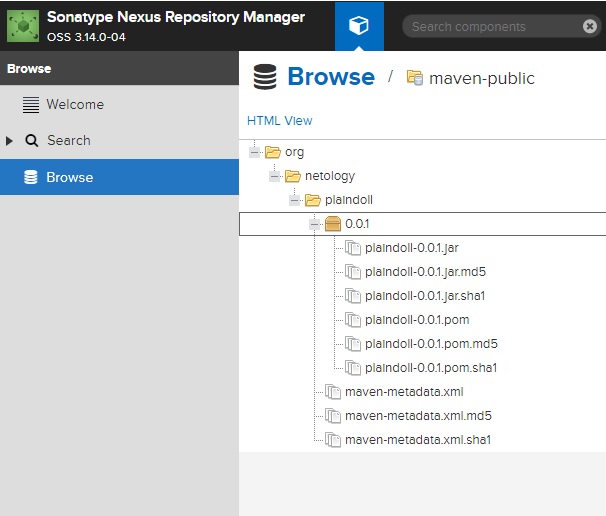 Sonatype Nexus Repository Manager
OSS 3.14.0-04
Search components
Browse
Welcome
Search
Browse
Browse / maven-public
HTML View
org
netology
plaindoll
0.0.1
plaindoll-0.0.1.jar
plaindoll-0.0.1.jar.md5
plaindoll-0.0.1.jar.sha1
plaindoll-0.0.1.pom
plaindoll-0.0.1.pom.md5
plaindoll-0.0.1.pom.sha1
maven-metadata.xml
maven-metadata.xml.md5
maven-metadata.xml.sha1